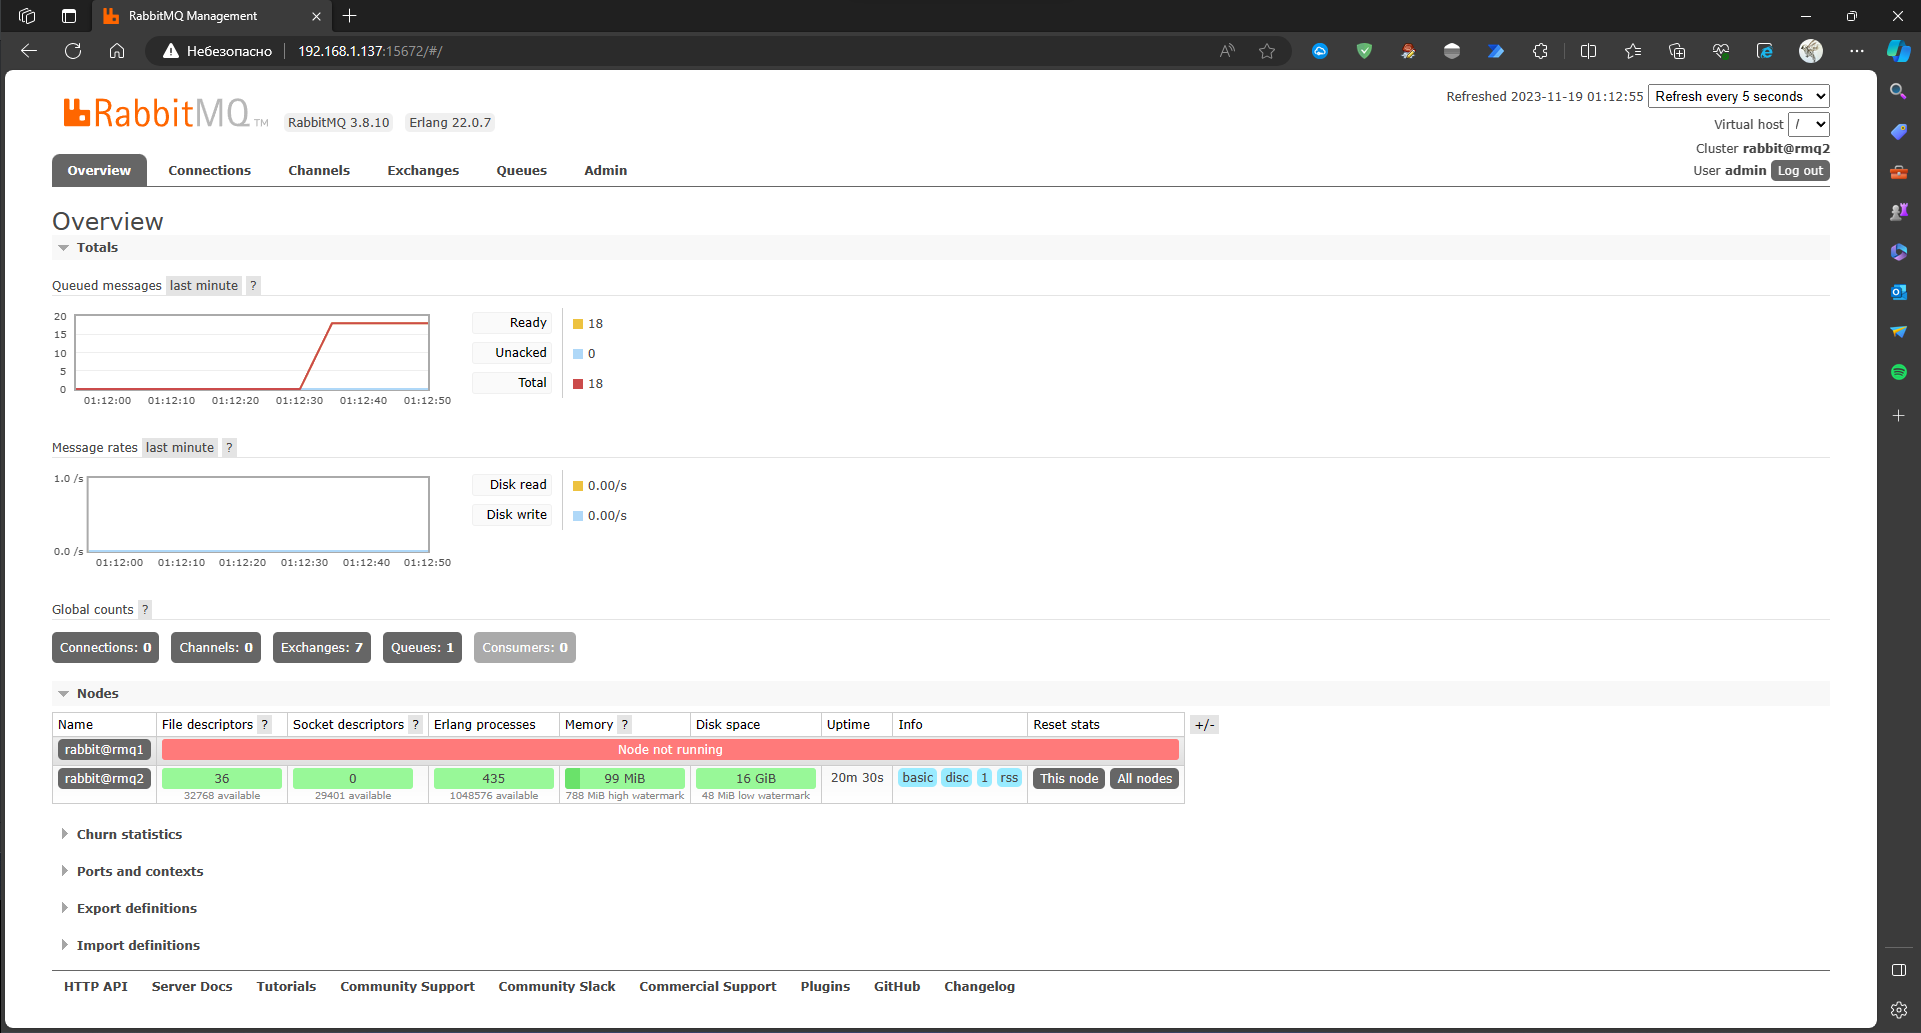 RabbitMQ Management
Небезопасно
192.168.1.137:15672/#/
RabbitMQ TM
RabbitMQ 3.8.10
Erlang 22.0.7
Refreshed 2023-11-19 01:12:55
Refresh every 5 seconds
Virtual host
/
Cluster rabbit@rmq2
User admin
Log out
Overview
Connections
Channels
Exchanges
Queues
Admin
Overview
Totals
Queued messages last minute ?
20
15
10
5
0
01:12:00 01:12:10 01:12:20 01:12:30 01:12:40 01:12:50
Ready 18
Unacked 0
Total 18
Message rates last minute ?
1.0 /s
0.0 /s
01:12:00 01:12:10 01:12:20 01:12:30 01:12:40 01:12:50
Disk read 0.00/s
Disk write 0.00/s
Global counts ?
Connections: 0 Channels: 0 Exchanges: 7 Queues: 1 Consumers: 0
Nodes
Name File descriptors ? Socket descriptors ? Erlang processes Memory ? Disk space Uptime Info Reset stats +/-
rabbit@rmq1 Node not running
rabbit@rmq2 36 0 435 99 MiB 16 GiB 20m 30s basic disc 1 rss This node All nodes
32768 available 29401 available 1048576 available 788 MiB high watermark 48 MiB low watermark
Churn statistics
Ports and contexts
Export definitions
Import definitions
HTTP API Server Docs Tutorials Community Support Community Slack Commercial Support Plugins GitHub Changelog